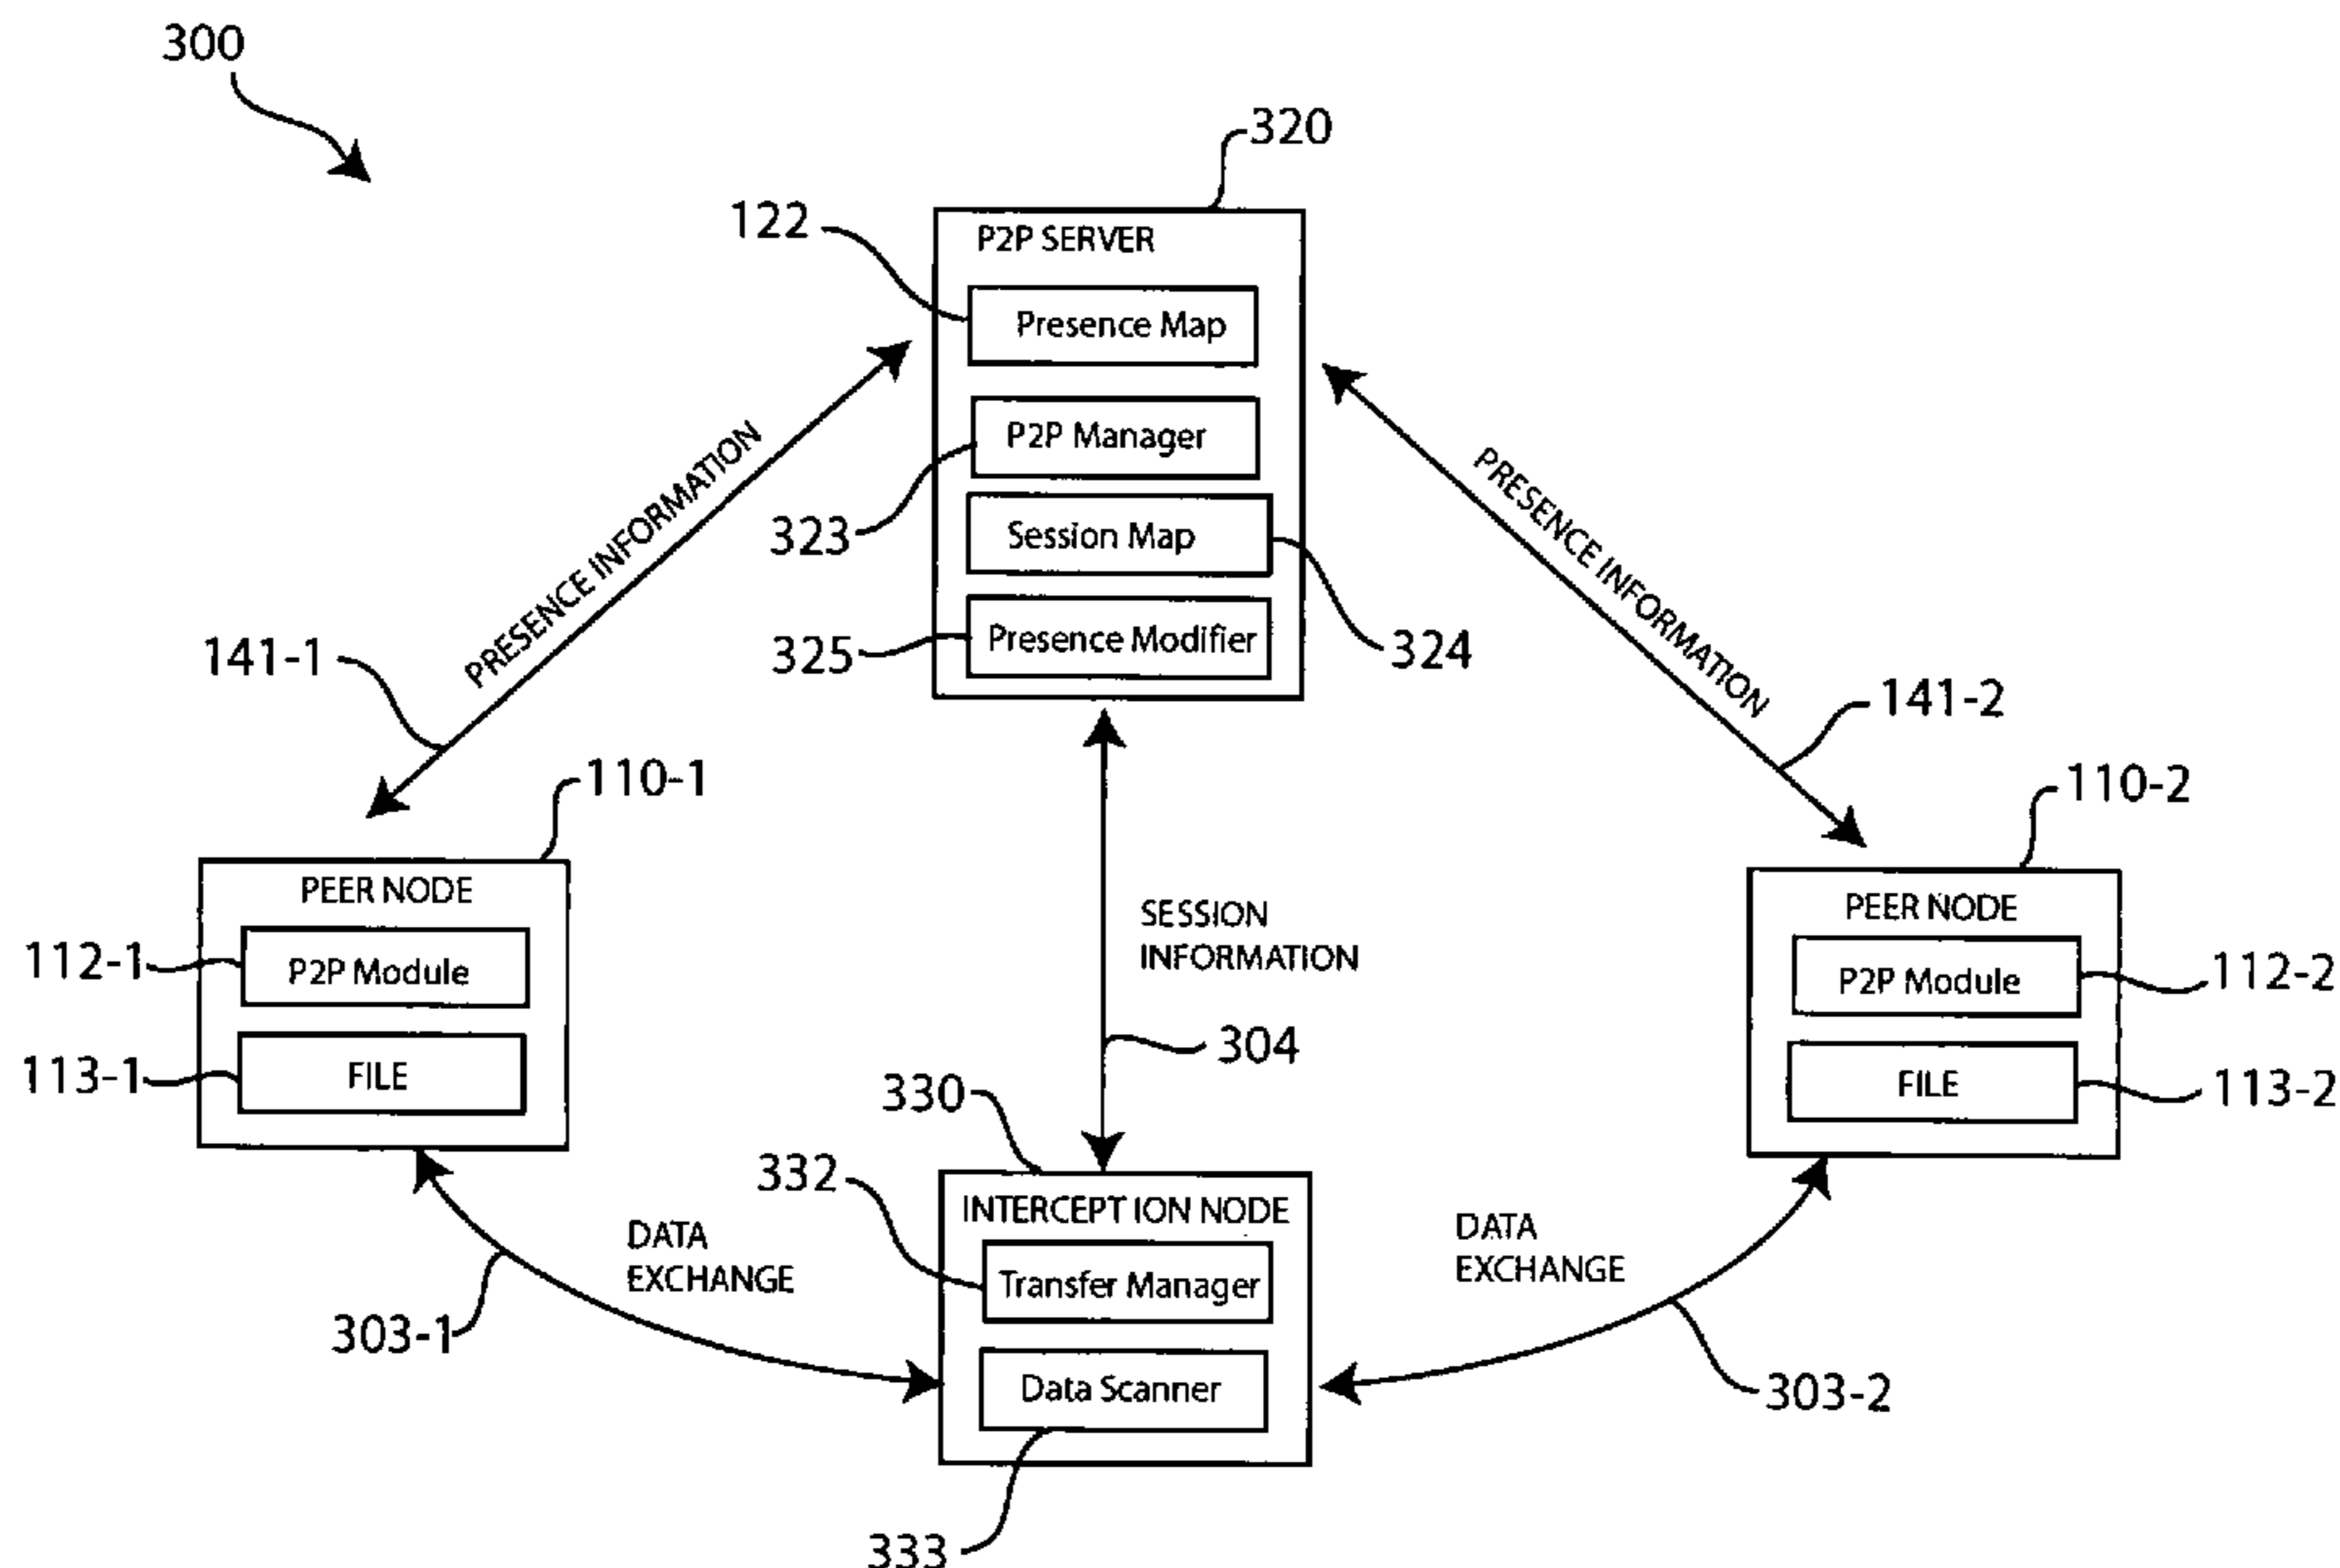 300
320
122
P2P SERVER
Presence Map
P2P Manager
323
Session Map
325
Presence Modifier
324
PRESENCE INFORMATION
PRESENCE INFORMATION
141-1
141-2
110-1
110-2
PEER NODE
112-1
P2P Module
113-1
FILE
SESSION
INFORMATION
304
PEER NODE
P2P Module
112-2
FILE
113-2
330
332
INTERCEPT ION NODE
Transfer Manager
Data Scanner
333
DATA
EXCHANGE
303-1
DATA
EXCHANGE
303-2